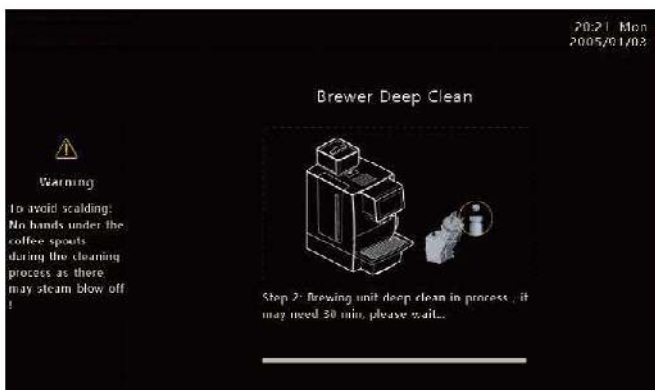 20:21 Mon
2005/01/03
Brewer Deep Clean
Warning
To avoid scalding!
No hands under the
coffee spouts
during the cleaning
process as there
may steam blow off
!
Step 2: Brewing unit deep clean in process , it
may need 30 min, please wait...